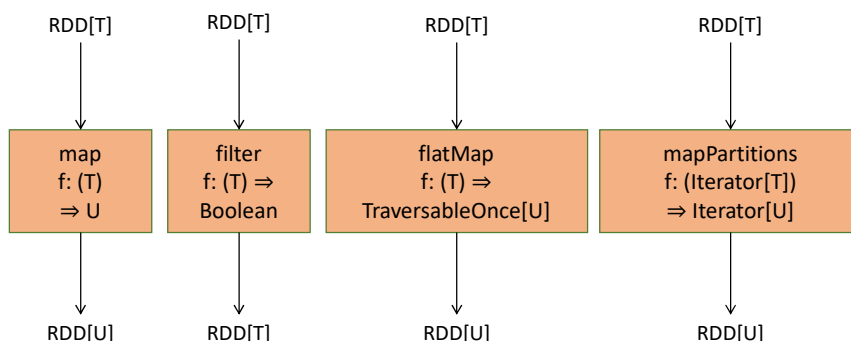 RDD[T]
RDD[T]
RDD[T]
RDD[T]
map
f: (T)
⇒ U
filter
f: (T) ⇒
Boolean
flatMap
f: (T) ⇒
TraversableOnce[U]
mapPartitions
f: (Iterator[T])
⇒ Iterator[U]
RDD[U]
RDD[T]
RDD[U]
RDD[U]